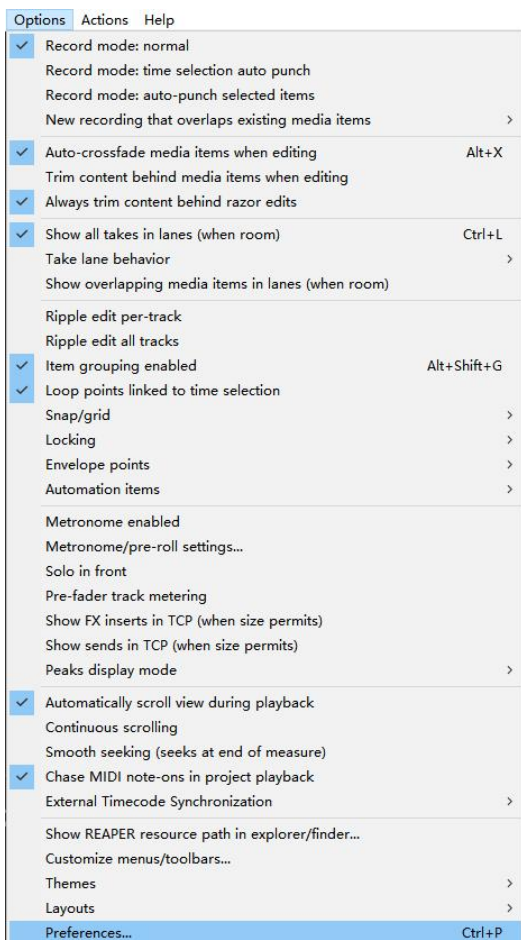 Options Actions Help
Record mode: normal
Record mode: time selection auto punch
Record mode: auto-punch selected items
New recording that overlaps existing media items
Auto-crossfade media items when editing Alt+X
Trim content behind media items when editing
Always trim content behind razor edits
Show all takes in lanes (when room) Ctrl+L
Take lane behavior
Show overlapping media items in lanes (when room)
Ripple edit per-track
Ripple edit all tracks
Item grouping enabled Alt+Shift+G
Loop points linked to time selection
Snap/grid
Locking
Envelope points
Automation items
Metronome enabled
Metronome/pre-roll settings...
Solo in front
Pre-fader track metering
Show FX inserts in TCP (when size permits)
Show sends in TCP (when size permits)
Peaks display mode
Automatically scroll view during playback
Continuous scrolling
Smooth seeking (seeks at end of measure)
Chase MIDI note-ons in project playback
External Timecode Synchronization
Show REAPER resource path in explorer/finder...
Customize menus/toolbars...
Themes
Layouts
Preferences... Ctrl+P